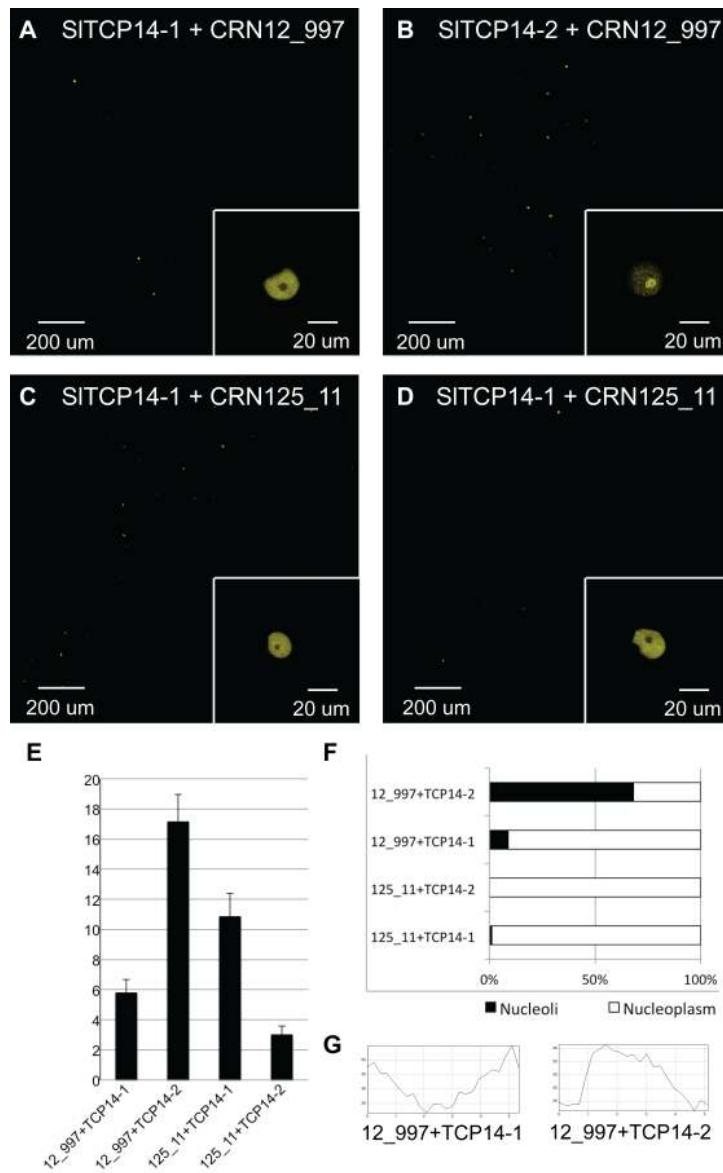 A SlTCP14-1 + CRN12_997
200 um
20 um
B SlTCP14-2 + CRN12_997
200 um
20 um
C SlTCP14-1 + CRN125_11
200 um
20 um
D SlTCP14-1 + CRN125_11
200 um
20 um
E
20
18
16
14
12
10
8
6
4
2
0
12_997+TCP14-1
12_997+TCP14-2
125_11+TCP14-1
125_11+TCP14-2
F
12_997+TCP14-2
12_997+TCP14-1
125_11+TCP14-2
125_11+TCP14-1
0% 50% 100%
Nucleoli Nucleoplasm
G
12_997+TCP14-1
12_997+TCP14-2